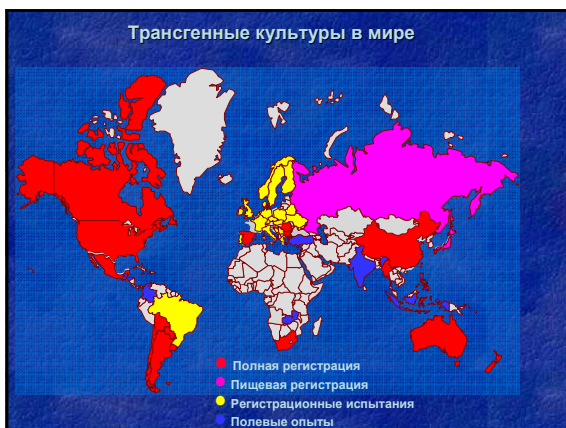 Трансгенные культуры в мире
Полная регистрация
Пищевая регистрация
Регистрационные испытания
Полевые опыты